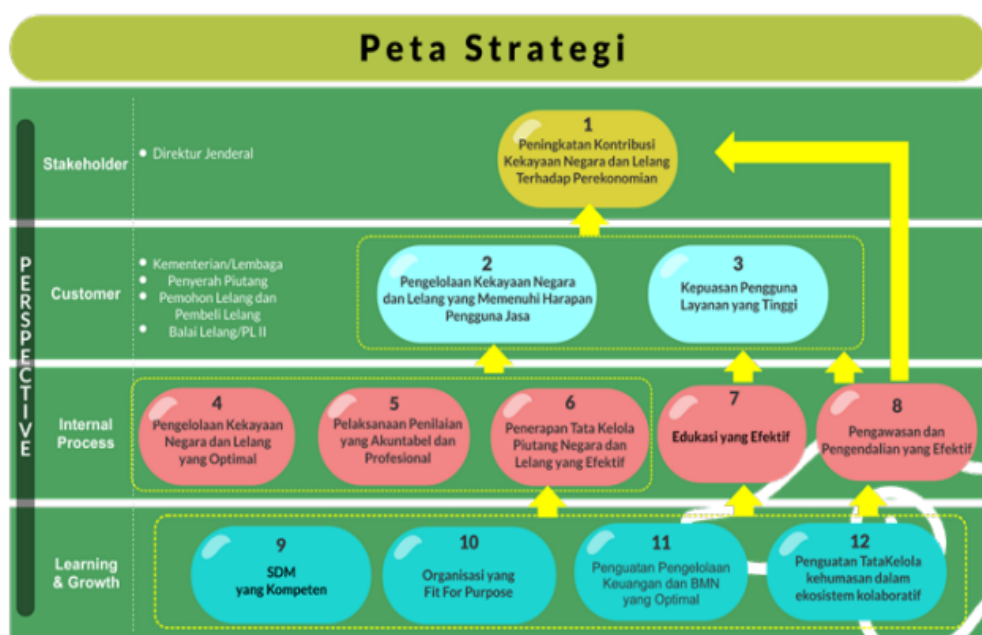 Peta Strategi
PERSPECTIVE
Stakeholder
Direktur Jenderal
1
Peningkatan Kontribusi
Kekayaan Negara dan Lelang
Terhadap Perekonomian
Customer
Kementerian/Lembaga
Penyerah Piutang
Pemohon Lelang dan
Pembeli Lelang
Balai Lelang/PL II
2
Pengelolaan Kekayaan Negara
dan Lelang yang Memenuhi Harapan
Pengguna Jasa
3
Kepuasan Pengguna
Layanan yang Tinggi
Internal
Process
4
Pengelolaan Kekayaan
Negara dan Lelang
yang Optimal
5
Pelaksanaan Penilaian
yang Akuntabel dan
Profesional
6
Penerapan Tata Kelola
Piutang Negara dan
Lelang yang Efektif
7
Edukasi yang Efektif
8
Pengawasan dan
Pengendalian yang Efektif
Learning
& Growth
9
SDM
yang Kompeten
10
Organisasi yang
Fit For Purpose
11
Penguatan Pengelolaan
Keuangan dan BMN
yang Optimal
12
Penguatan TataKelola
kehumasan dalam
ekosistem kolaboratif